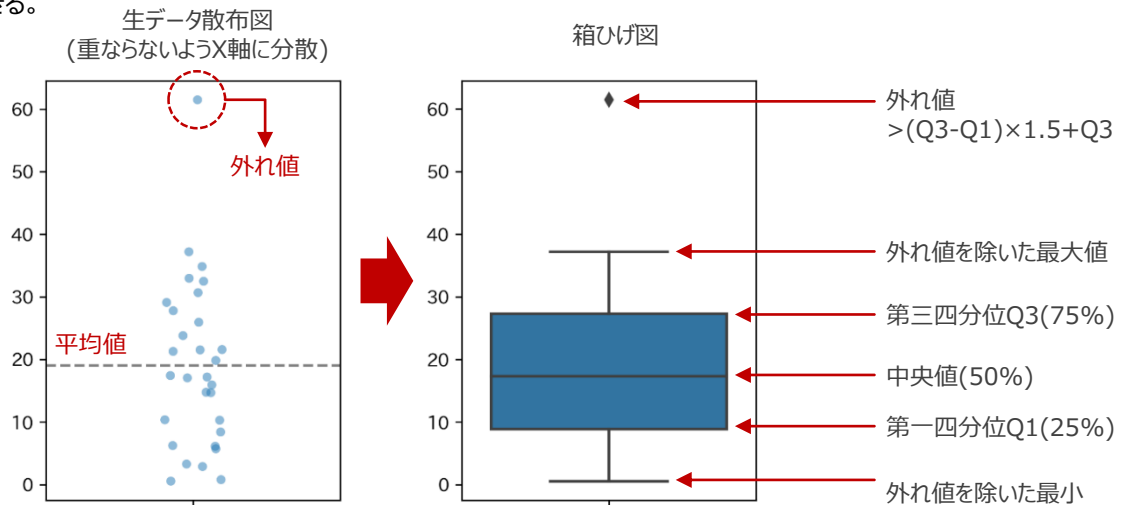 きる。
生データ散布図
(重ならないようX軸に分散)
60
50
40
30
20
10
0
外れ値
平均値
箱ひげ図
60
50
40
30
20
10
0
外れ値
>(Q3-Q1)×1.5+Q3
外れ値を除いた最大値
第三四分位Q3(75%)
中央値(50%)
第一四分位Q1(25%)
外れ値を除いた最小